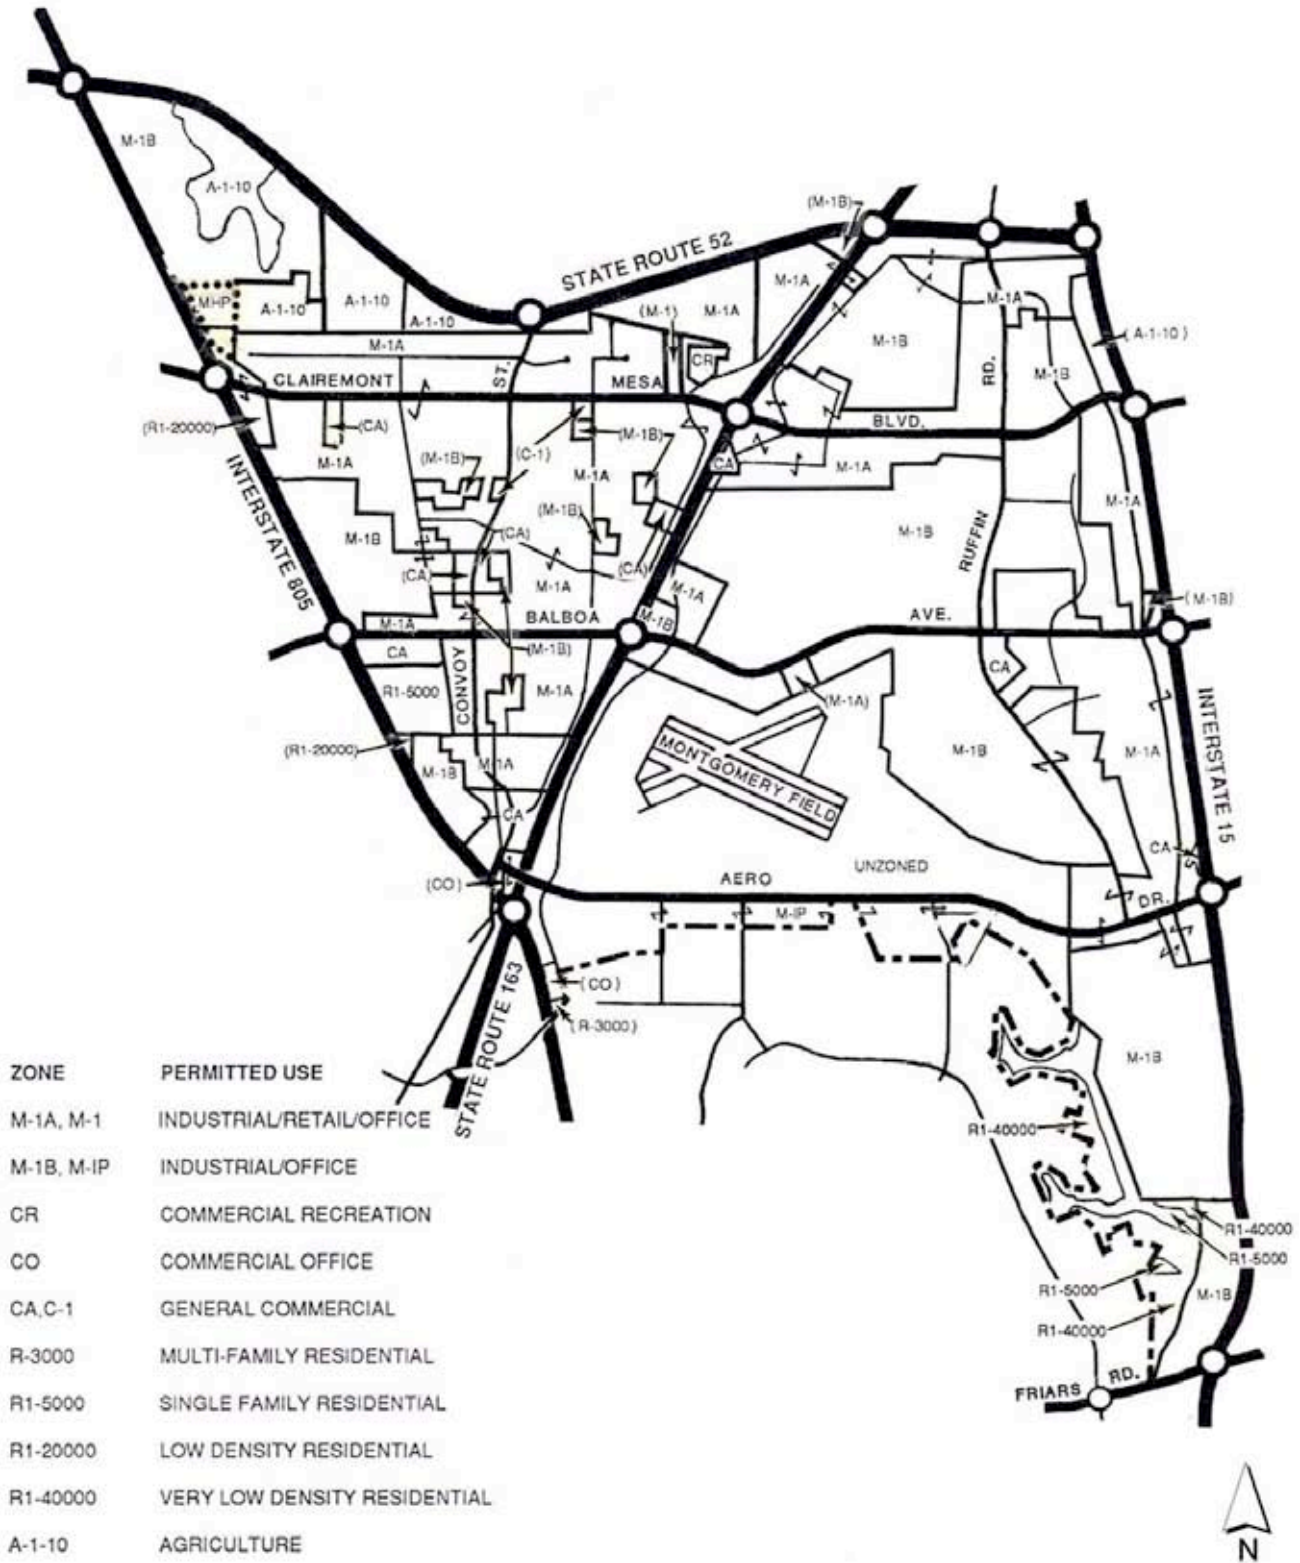 M-1B
A-1-10
(M-1B)
STATE ROUTE 52
MHP
A-1-10
A-1-10
A-1-10
(M-1)
M-1A
M-1A
M-1A
(A-1-10)
M-1A
CR
M-1B
RD.
M-1B
CLAIREMONT
ST.
MESA
BLVD.
(R1-20000)
(CA)
(M-1B)
(C-1)
M-1A
(M-1B)
M-1A
CA
M-1A
M-1A
INTERSTATE 805
(M-1B)
M-1B
(CA)
M-1B
RUFFIN
(CA)
M-1A
(CA)
M-1A
(M-1B)
M-1A
BALBOA
M-1B
AVE.
CA
(M-1B)
CA
R1-5000
CONVOY
M-1A
(M-1A)
INTERSTATE 15
(R1-20000)
MONTGOMERY FIELD
M-1B
M-1A
M-1B
M-1A
CA
CA
UNZONED
(CO)
AERO
DR.
M-IP
(CO)
(R-3000)
STATE ROUTE 163
M-1B
R1-40000
R1-40000
R1-5000
R1-5000
M-1B
R1-40000
FRIARS RD.
ZONE PERMITTED USE
M-1A, M-1 INDUSTRIAL/RETAIL/OFFICE
M-1B, M-IP INDUSTRIAL/OFFICE
CR COMMERCIAL RECREATION
CO COMMERCIAL OFFICE
CA,C-1 GENERAL COMMERCIAL
R-3000 MULTI-FAMILY RESIDENTIAL
R1-5000 SINGLE FAMILY RESIDENTIAL
R1-20000 LOW DENSITY RESIDENTIAL
R1-40000 VERY LOW DENSITY RESIDENTIAL
A-1-10 AGRICULTURE
N